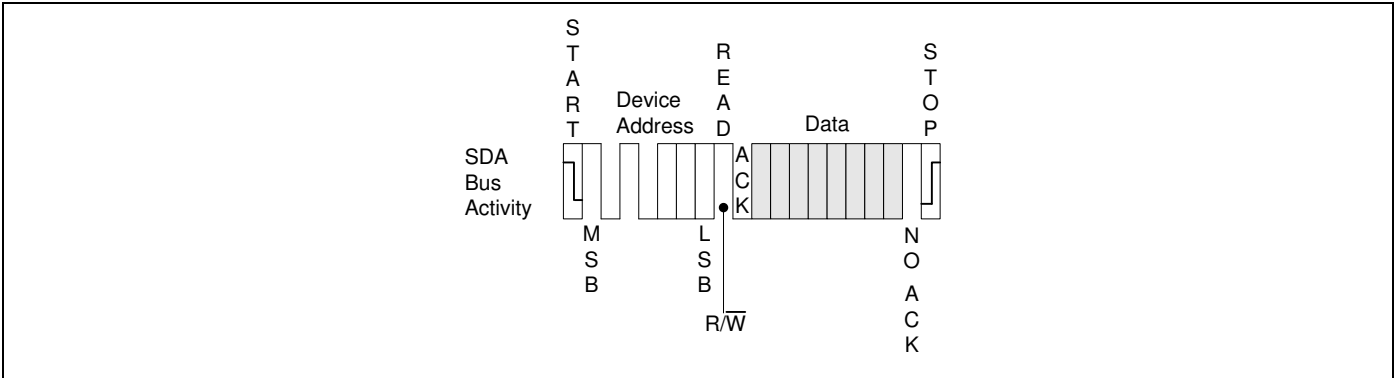 START
Device
Address
READ
Data
STOP
SDA
Bus
Activity
ACK
MSB
LSB
R/W̅
NO ACK